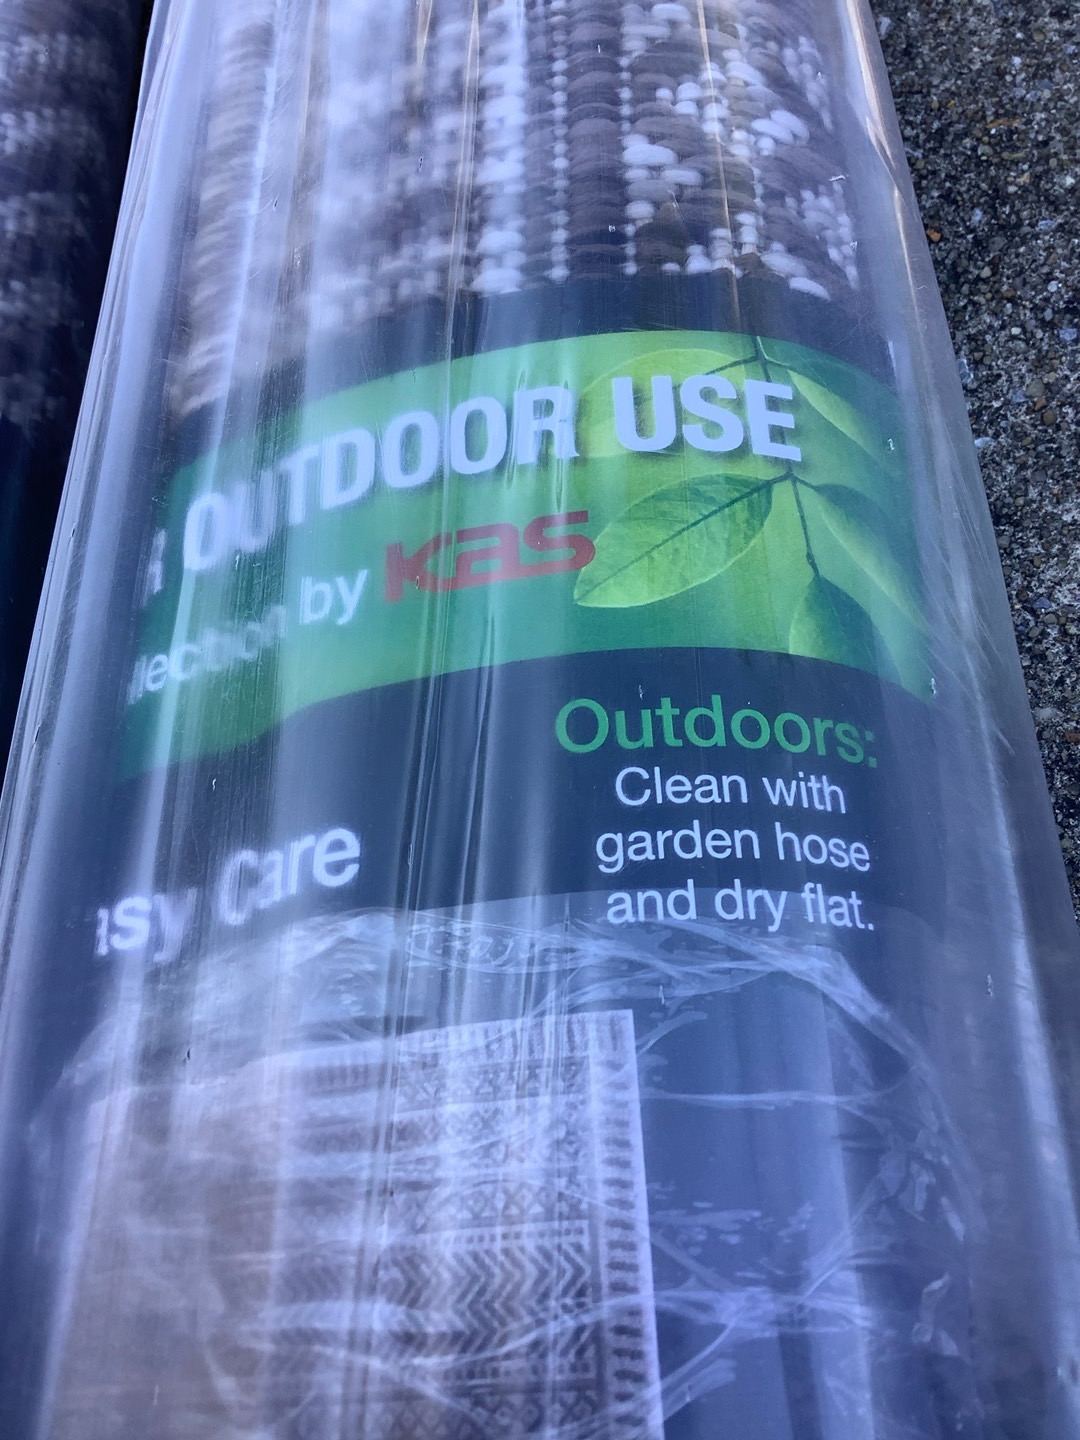 OUTDOOR USE
by kas
Outdoors:
Clean with
garden hose
and dry flat.
Care